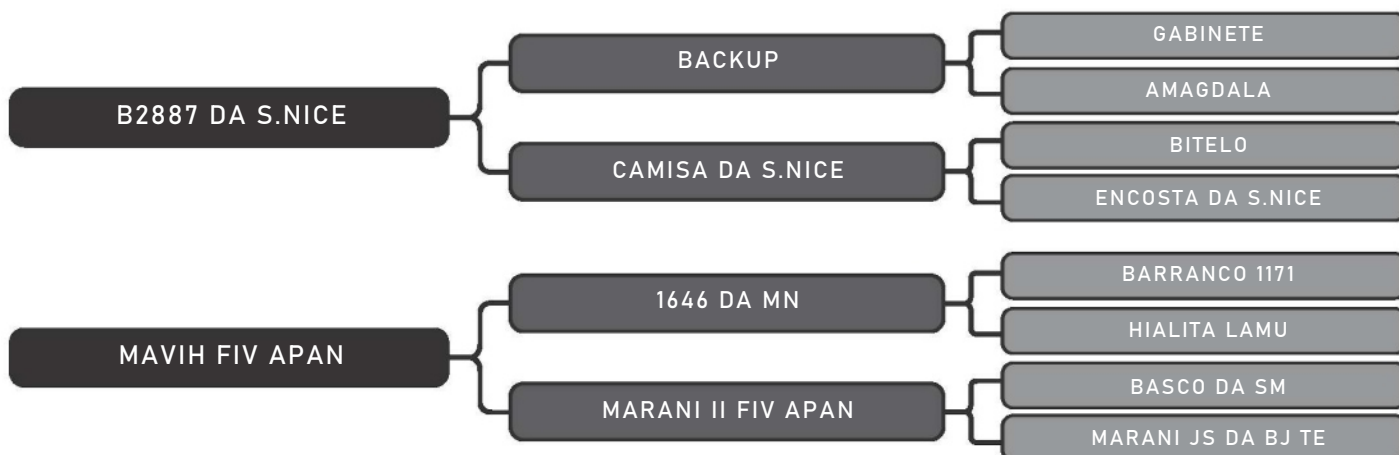 B2887 DA S.NICE
BACKUP
GABINETE
AMAGDALA
CAMISA DA S.NICE
BITELO
ENCOSTA DA S.NICE
MAVIH FIV APAN
1646 DA MN
BARRANCO 1171
HIALITA LAMU
MARANI II FIV APAN
BASCO DA SM
MARANI JS DA BJ TE